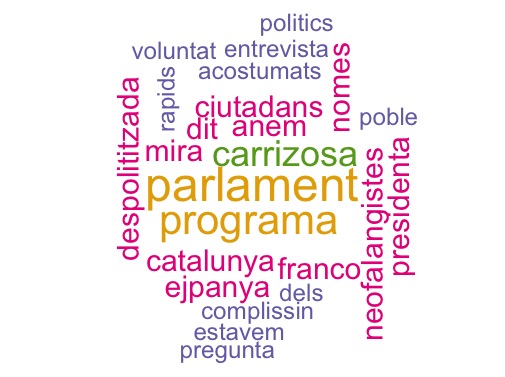 politics
voluntat entrevista
rapids
acostumats
nomes
despolititzada
ciutadans
poble
dit anem
mira carrizosa
parlament
neofalangistes
presidenta
programa
catalunya franco
ejpanya dels
complissin
estavem
pregunta